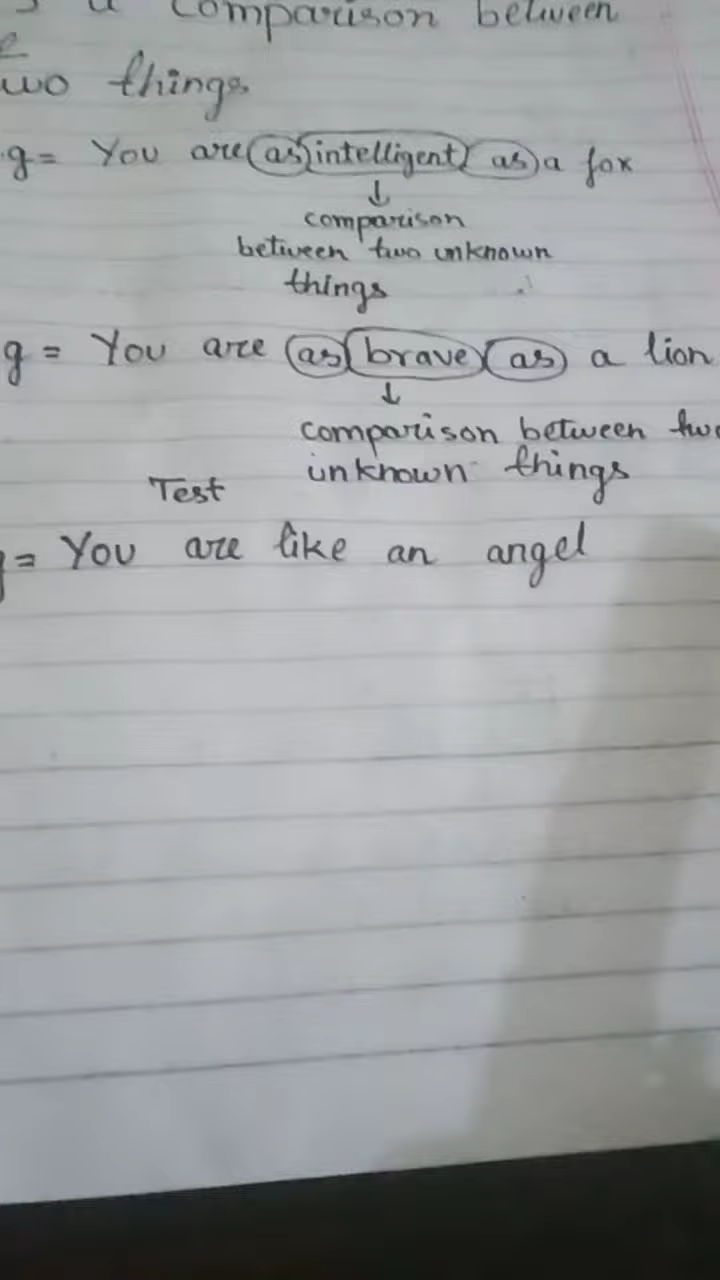 a comparison between
two things.
.g= You are as intelligent as a fox
↓
comparison
between two unknown
things
g = You are as brave as a lion
↓
comparison between two
unknown things
Test
= You are like an angel